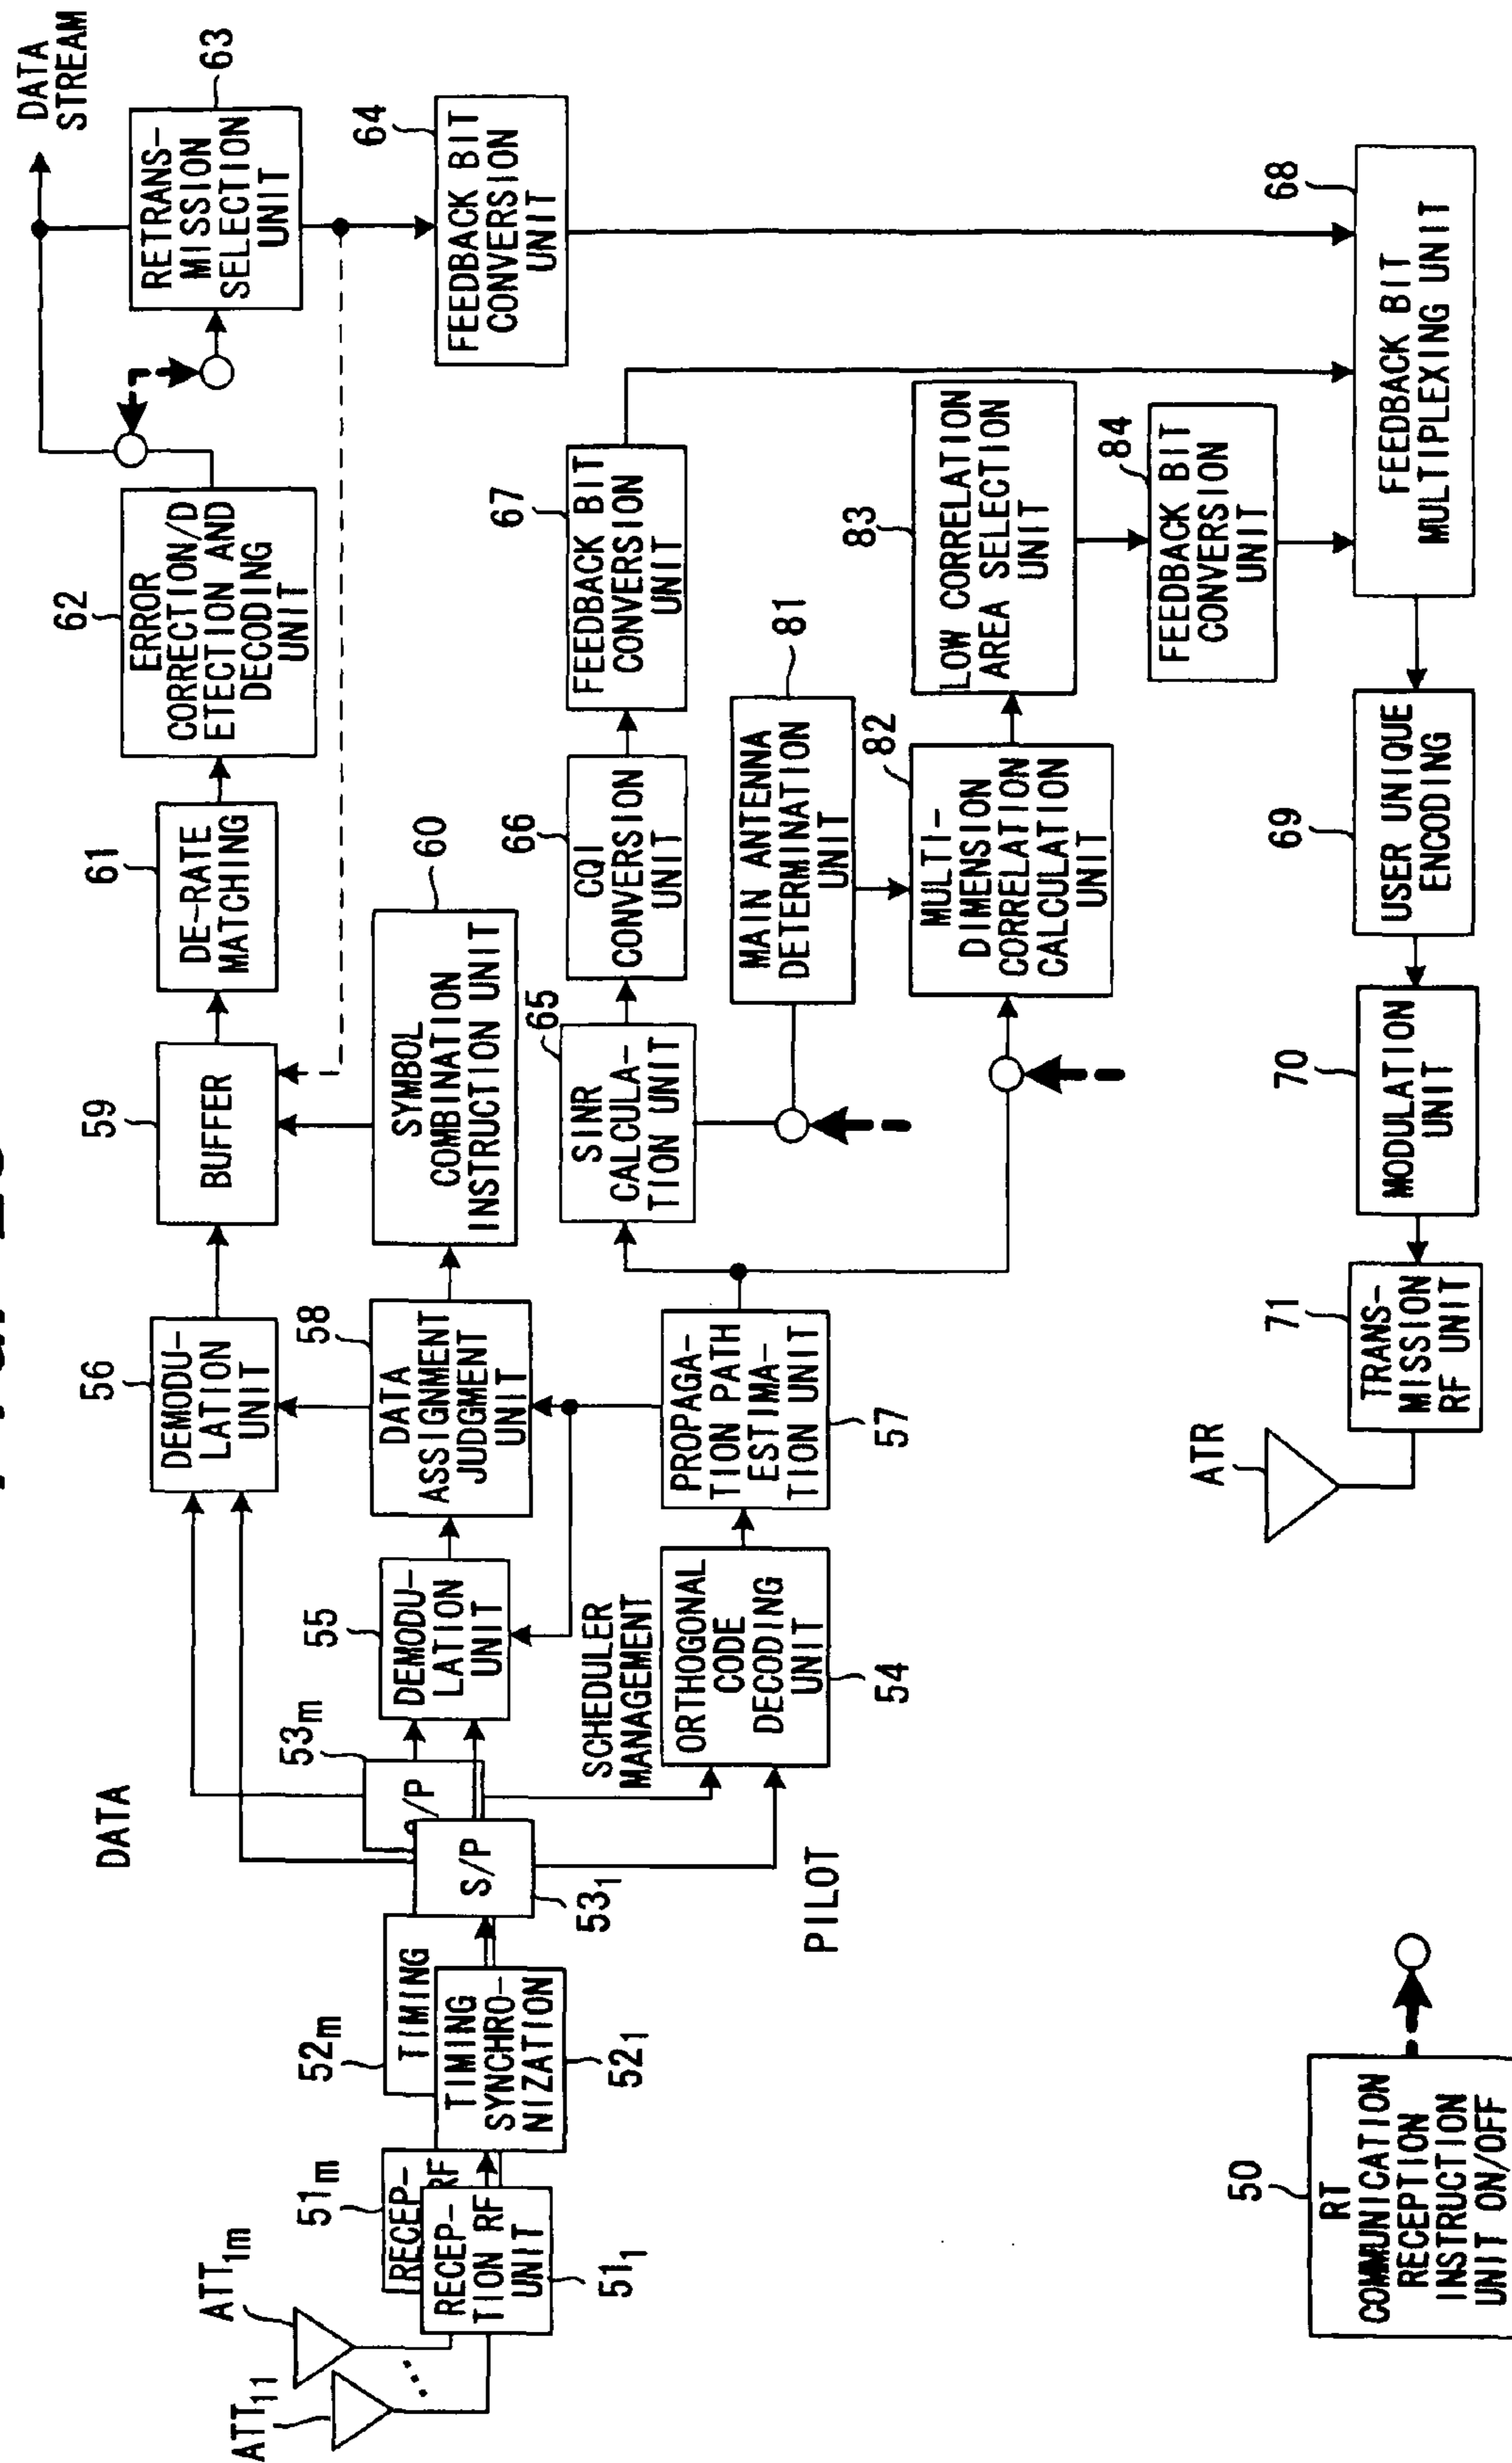 DATA
STREAM
63
RETRANS-
MISSION
SELECTION
UNIT
64
FEEDBACK BIT
CONVERSION
UNIT
62
ERROR
CORRECTION/D
ETECTION AND
DECODING
UNIT
61
DE-RATE
MATCHING
59
BUFFER
60
SYMBOL
COMBINATION
INSTRUCTION UNIT
56
DEMODU-
LATION
UNIT
58
DATA
ASSIGNMENT
JUDGMENT
UNIT
55
DEMODU-
LATION
UNIT
SCHEDULER
MANAGEMENT
DATA
PILOT
ORTHOGONAL
CODE
DECODING
UNIT
54
PROPAGA-
TION PATH
ESTIMA-
TION UNIT
57
65
SINR
CALCULA-
TION UNIT
66
CQI
CONVERSION
UNIT
67
FEEDBACK BIT
CONVERSION
UNIT
81
MAIN ANTENNA
DETERMINATION
UNIT
82
MULTI-
DIMENSION
CORRELATION
CALCULATION
UNIT
83
LOW CORRELATION
AREA SELECTION
UNIT
84
FEEDBACK BIT
CONVERSION
UNIT
68
FEEDBACK BIT
MULTIPLEXING UNIT
69
USER UNIQUE
ENCODING
70
MODULATION
UNIT
71
TRANS-
MISSION
RF UNIT
ATR
53m
/P
S/P
531
52m
TIMING
TIMING
SYNCHRO-
NIZATION
521
51m
RECEP-
RF
RECEP-
TION RF
UNIT
511
ATT1m
ATT11
50
RT
COMMUNICATION
RECEPTION
INSTRUCTION
UNIT ON/OFF